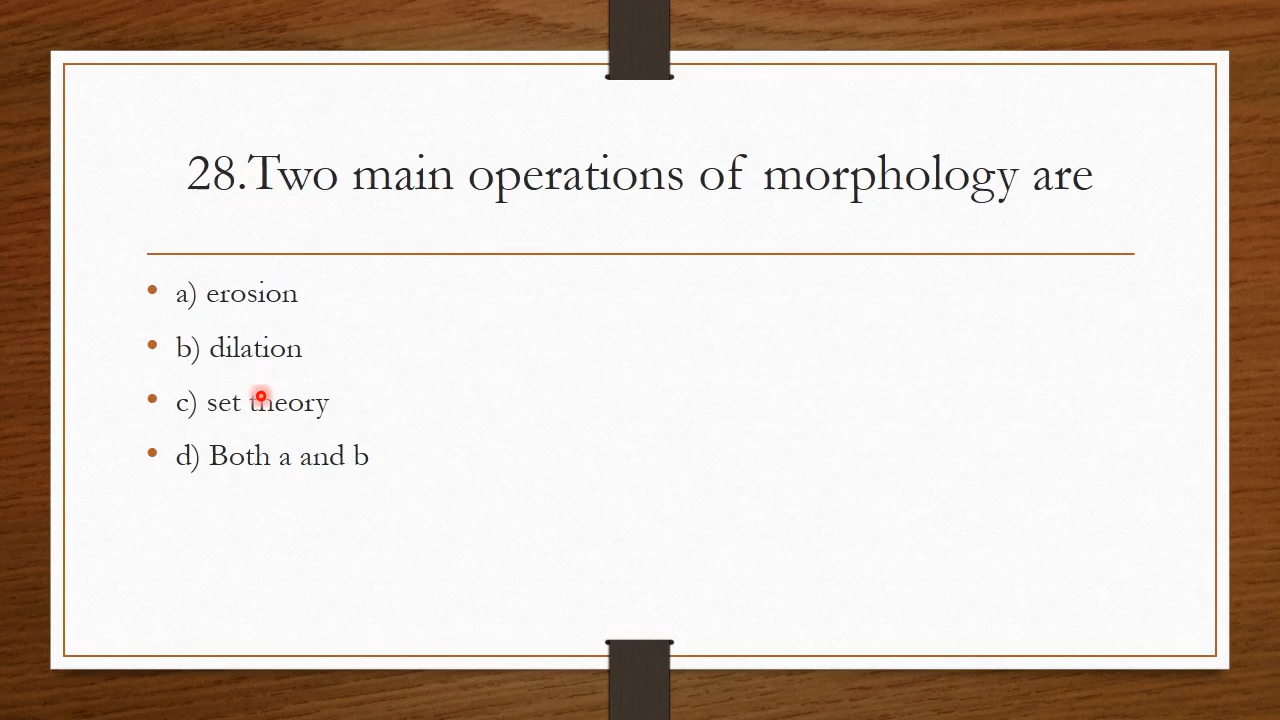 28.Two main operations of morphology are
a) erosion
b) dilation
c) set theory
d) Both a and b